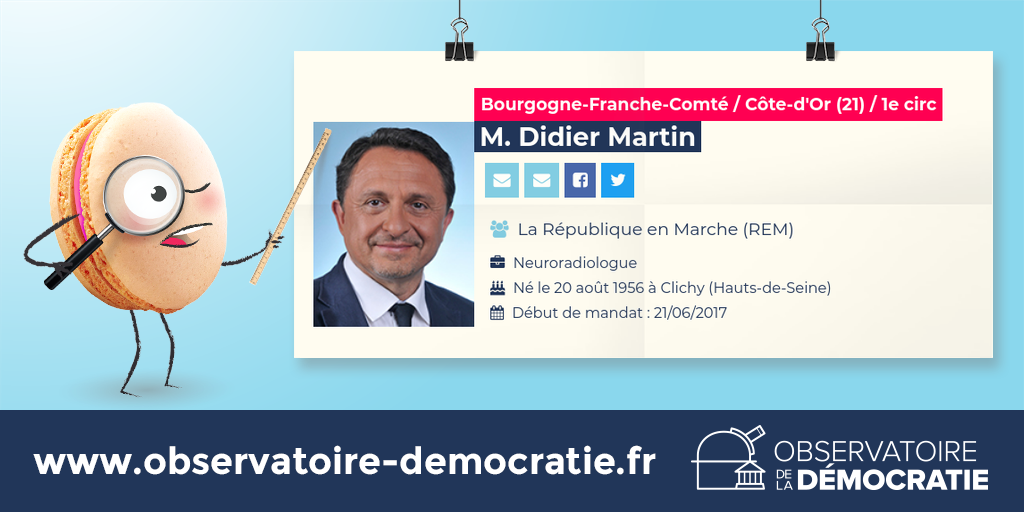 Bourgogne-Franche-Comté / Côte-d'Or (21) / 1e circ
M. Didier Martin
La République en Marche (REM)
Neuroradiologue
Né le 20 août 1956 à Clichy (Hauts-de-Seine)
Début de mandat : 21/06/2017
www.observatoire-democratie.fr
OBSERVATOIRE
DE LA DÉMOCRATIE